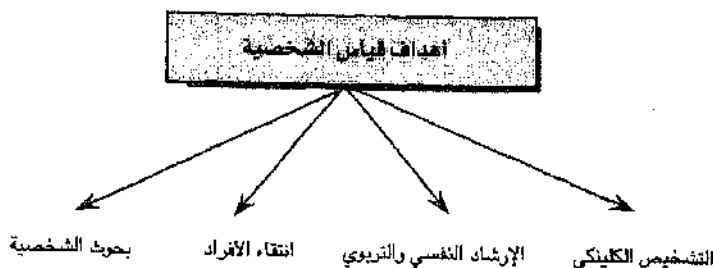 أهداف قياس الشخصية
التشخيص الكلينكي
الإرشاد النفسي والتربوي
انتقاء الأفراد
بحوث الشخصية